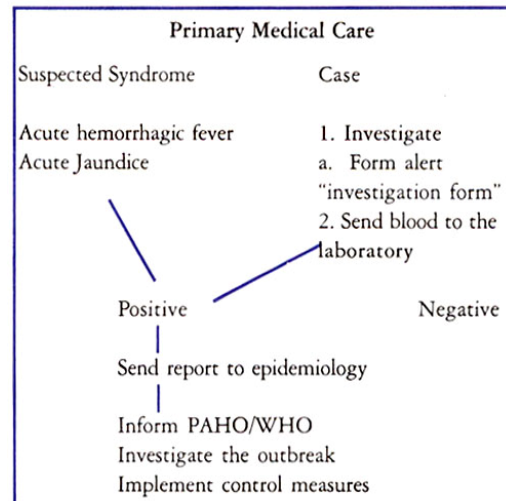 Primary Medical Care
Suspected Syndrome Case
Acute hemorrhagic fever 1. Investigate
Acute Jaundice a. Form alert
"investigation form"
2. Send blood to the
laboratory
Positive Negative
Send report to epidemiology
Inform PAHO/WHO
Investigate the outbreak
Implement control measures